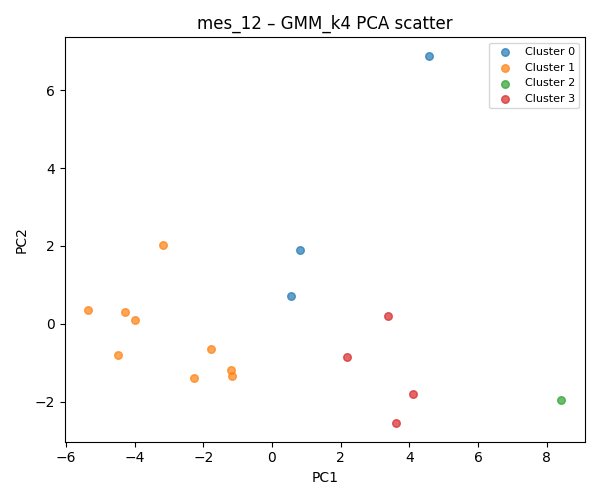 mes_12 – GMM_k4 PCA scatter
Cluster 0
Cluster 1
Cluster 2
Cluster 3
PC2
6
4
2
0
−2
−6
−4
−2
0
2
4
6
8
PC1